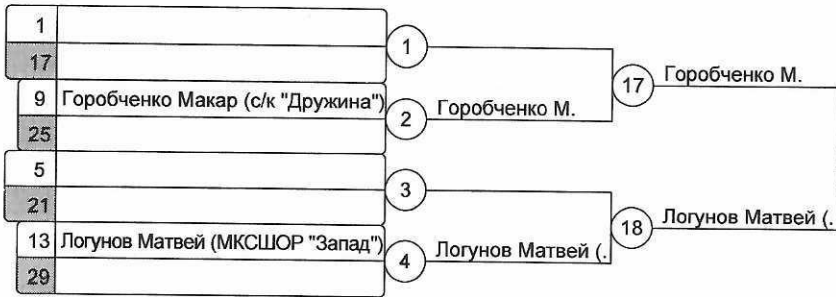 1
1
17
17 Горобченко М.
9 Горобченко Макар (с/к "Дружина")
2 Горобченко М.
25
5
3
21
18 Логунов Матвей (.
13 Логунов Матвей (МКСШОР "Запад")
4 Логунов Матвей (.
29